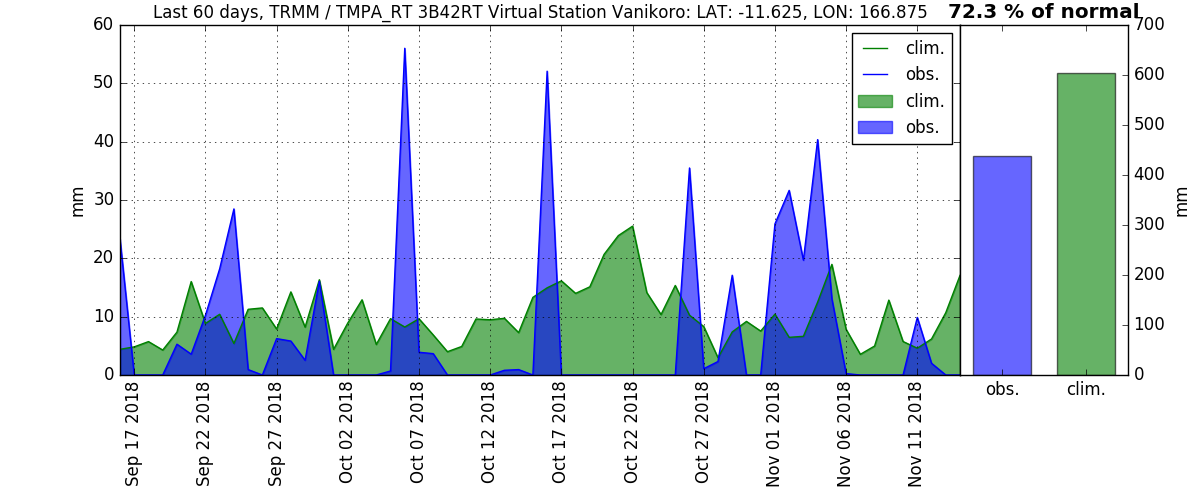 Last 60 days, TRMM / TMPA_RT 3B42RT Virtual Station Vanikoro: LAT: -11.625, LON: 166.875
72.3 % of normal
60
50
40
30
20
10
0
mm
clim.
obs.
clim.
obs.
Sep 17 2018
Sep 22 2018
Sep 27 2018
Oct 02 2018
Oct 07 2018
Oct 12 2018
Oct 17 2018
Oct 22 2018
Oct 27 2018
Nov 01 2018
Nov 06 2018
Nov 11 2018
700
600
500
400
300
200
100
0
mm
obs.
clim.